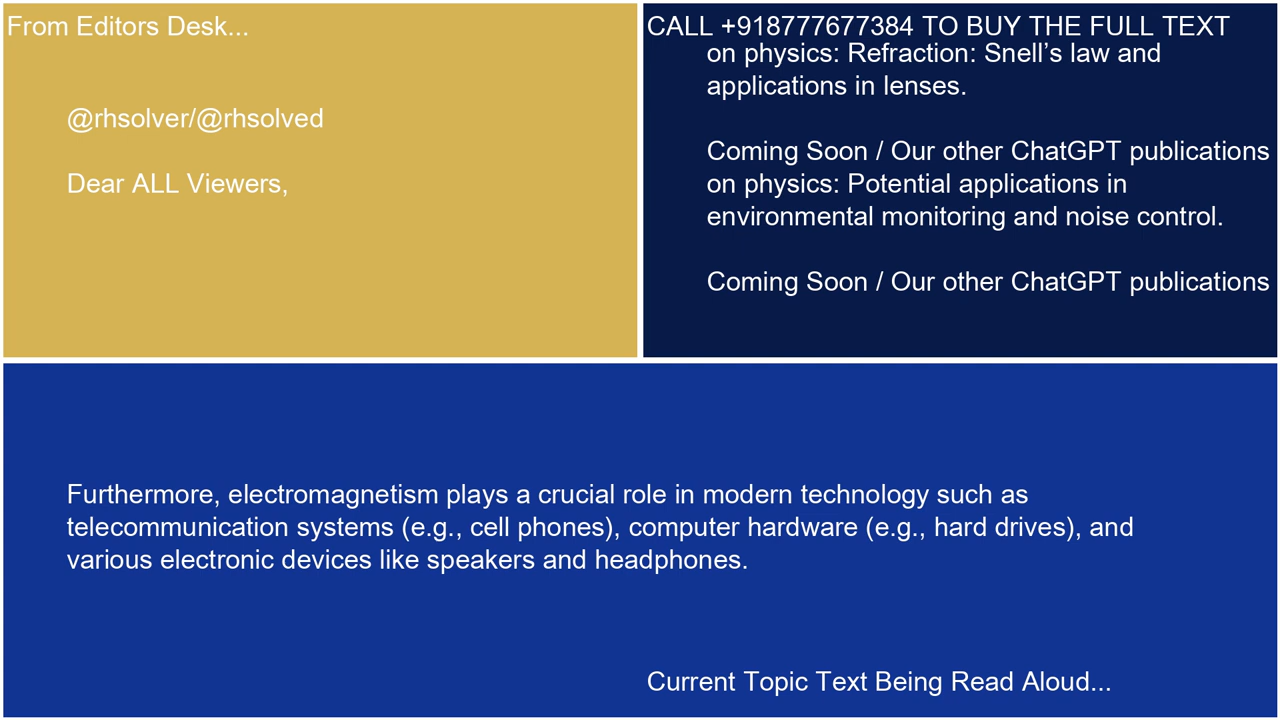 From Editors Desk...
@rhsolver/@rhsolved
Dear ALL Viewers,
CALL +918777677384 TO BUY THE FULL TEXT
on physics: Refraction: Snell’s law and
applications in lenses.
Coming Soon / Our other ChatGPT publications
on physics: Potential applications in
environmental monitoring and noise control.
Coming Soon / Our other ChatGPT publications
Furthermore, electromagnetism plays a crucial role in modern technology such as
telecommunication systems (e.g., cell phones), computer hardware (e.g., hard drives), and
various electronic devices like speakers and headphones.
Current Topic Text Being Read Aloud...